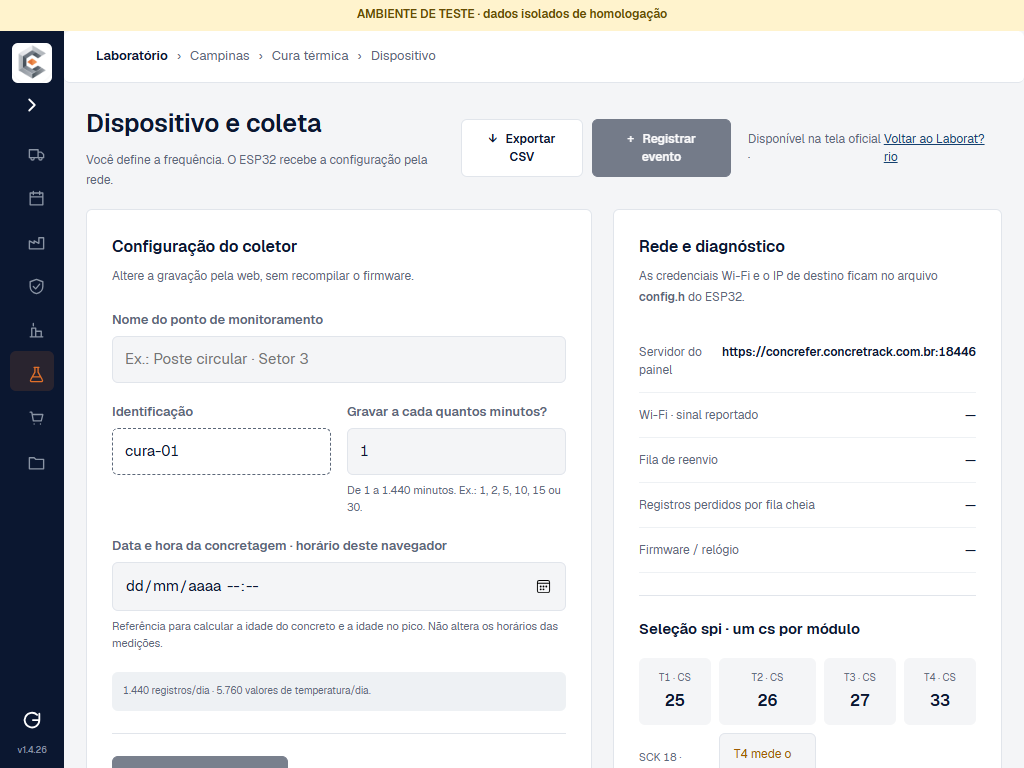 AMBIENTE DE TESTE · dados isolados de homologação
Laboratório › Campinas › Cura térmica › Dispositivo
Dispositivo e coleta
Você define a frequência. O ESP32 recebe a configuração pela
rede.
↓ Exportar
CSV
+ Registrar
evento
Disponível na tela oficial
·
Voltar ao Laborat?
rio
Configuração do coletor
Altere a gravação pela web, sem recompilar o firmware.
Nome do ponto de monitoramento
Ex.: Poste circular · Setor 3
Identificação
cura-01
Gravar a cada quantos minutos?
1
De 1 a 1.440 minutos. Ex.: 1, 2, 5, 10, 15 ou
30.
Data e hora da concretagem · horário deste navegador
dd/mm/aaaa --:--
Referência para calcular a idade do concreto e a idade no pico. Não altera os horários das
medições.
1.440 registros/dia · 5.760 valores de temperatura/dia.
Rede e diagnóstico
As credenciais Wi-Fi e o IP de destino ficam no arquivo
config.h do ESP32.
Servidor do
painel
https://concrefer.concretrack.com.br:18446
Wi-Fi · sinal reportado —
Fila de reenvio —
Registros perdidos por fila cheia —
Firmware / relógio —
Seleção spi · um cs por módulo
T1 · CS
25
T2 · CS
26
T3 · CS
27
T4 · CS
33
SCK 18 ·
T4 mede o
v1.4.26